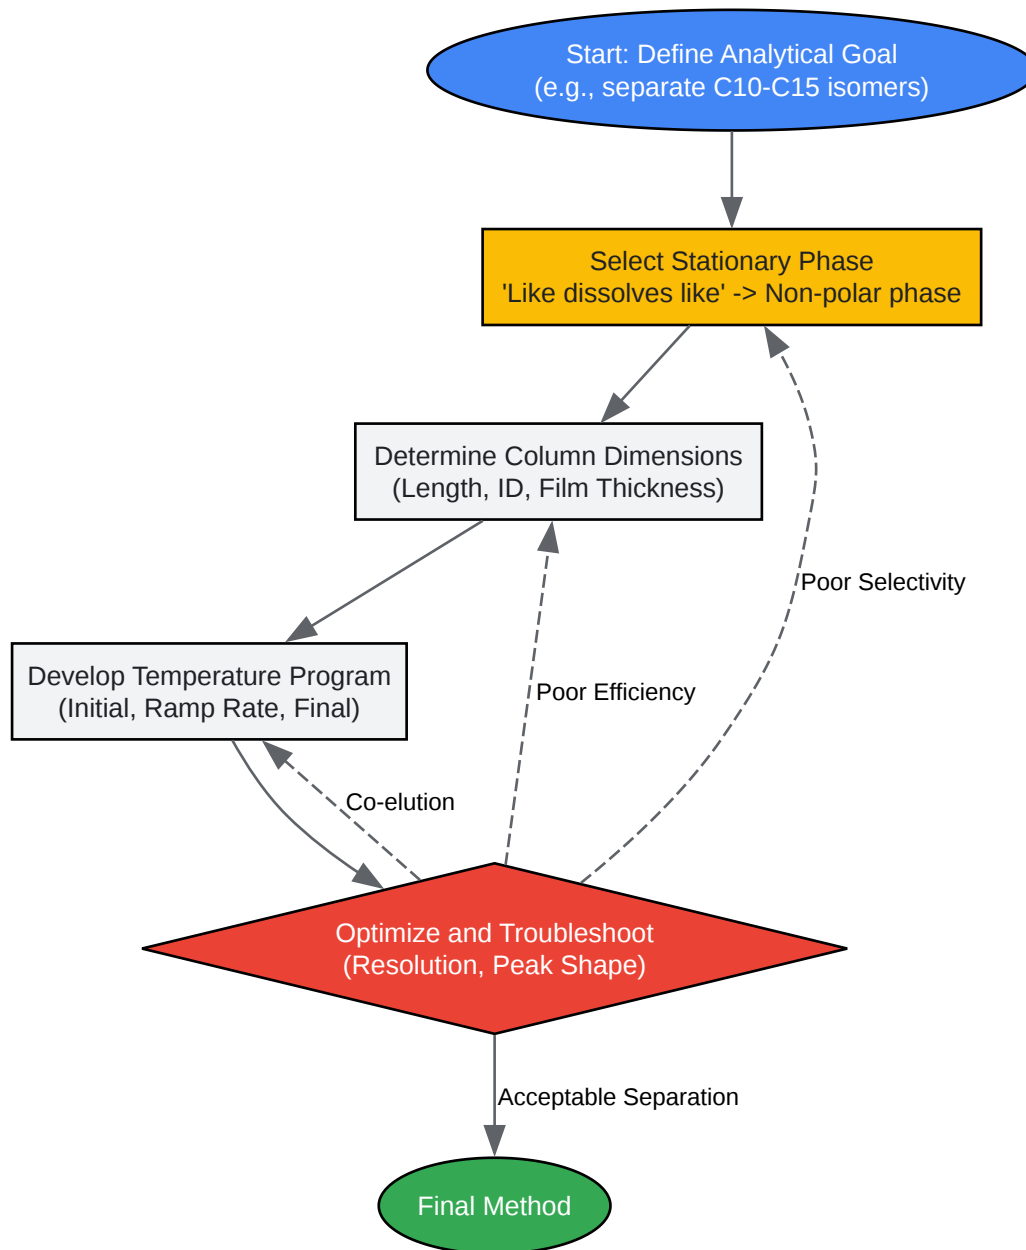 Start: Define Analytical Goal
(e.g., separate C10-C15 isomers)
Select Stationary Phase
'Like dissolves like' -> Non-polar phase
Determine Column Dimensions
(Length, ID, Film Thickness)
Poor Selectivity
Develop Temperature Program
(Initial, Ramp Rate, Final)
Poor Efficiency
Co-elution
Optimize and Troubleshoot
(Resolution, Peak Shape)
Acceptable Separation
Final Method